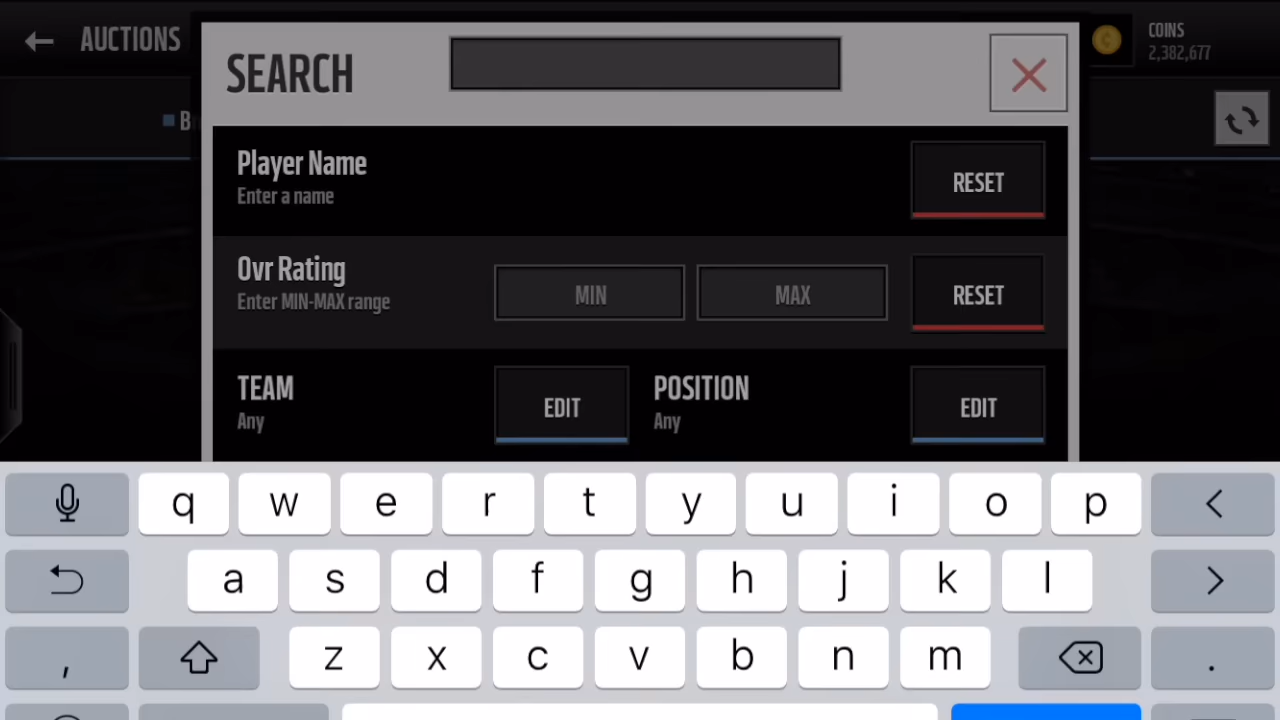 AUCTIONS
SEARCH
COINS
2,382,677
B
Player Name
Enter a name
RESET
Ovr Rating
Enter MIN-MAX range
MIN
MAX
RESET
TEAM
Any
EDIT
POSITION
Any
EDIT
q w e r t y u i o p <
a s d f g h j k l >
, z x c v b n m .